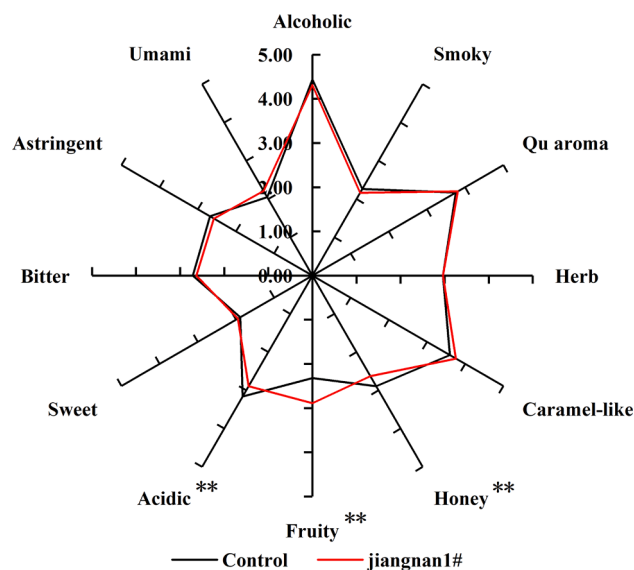 Alcoholic
Umami
Smoky
5.00
4.00
3.00
2.00
1.00
0.00
Astringent
Qu aroma
Bitter
Herb
Sweet
Caramel-like
Acidic **
Honey **
Fruity **
Control
jiangnan1#